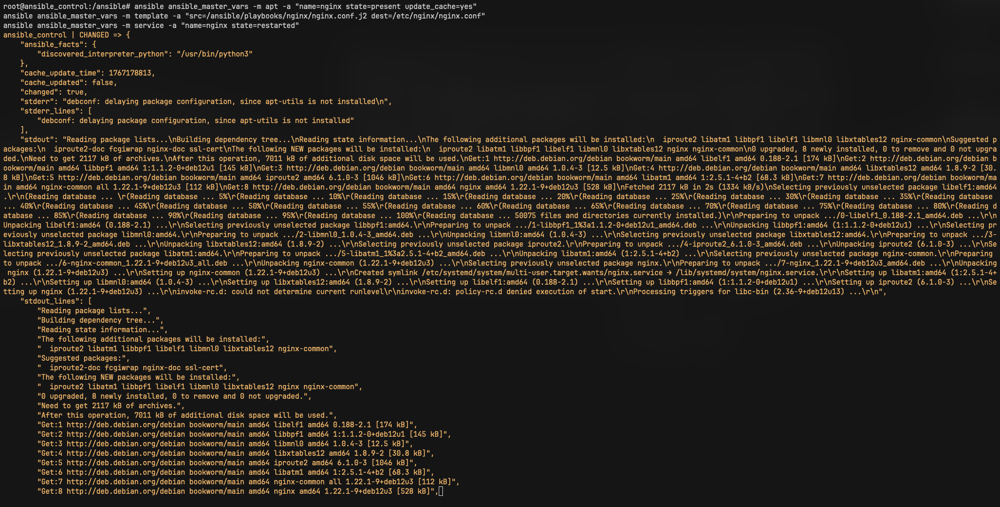 root@ansible_control:/ansible# ansible ansible_master_vars -m apt -a "name=nginx state=present update_cache=yes"
ansible ansible_master_vars -m template -a "src=/ansible/playbooks/nginx/nginx.conf.j2 dest=/etc/nginx/nginx.conf"
ansible ansible_master_vars -m service -a "name=nginx state=restarted"
ansible_control | CHANGED => {
    "ansible_facts": {
        "discovered_interpreter_python": "/usr/bin/python3"
    },
    "cache_update_time": 1767178813,
    "cache_updated": false,
    "changed": true,
    "stderr": "debconf: delaying package configuration, since apt-utils is not installed\n",
    "stderr_lines": [
        "debconf: delaying package configuration, since apt-utils is not installed"
    ],
    "stdout": "Reading package lists...\nBuilding dependency tree...\nReading state information...\nThe following additional packages will be installed:\n  iproute2 libatm1 libbpf1 libelf1 libmnl0 libxtables12 nginx-common\nSuggested p
ackages:\n  iproute2-doc fcgiwrap nginx-doc ssl-cert\nThe following NEW packages will be installed:\n  iproute2 libatm1 libbpf1 libelf1 libmnl0 libxtables12 nginx nginx-common\n0 upgraded, 8 newly installed, 0 to remove and 0 not upgra
ded.\nNeed to get 2117 kB of archives.\nAfter this operation, 7011 kB of additional disk space will be used.\nGet:1 http://deb.debian.org/debian bookworm/main amd64 libelf1 amd64 0.188-2.1 [174 kB]\nGet:2 http://deb.debian.org/debian b
ookworm/main amd64 libbpf1 amd64 1:1.1.2-0+deb12u1 [145 kB]\nGet:3 http://deb.debian.org/debian bookworm/main amd64 libmnl0 amd64 1.0.4-3 [12.5 kB]\nGet:4 http://deb.debian.org/debian bookworm/main amd64 libxtables12 amd64 1.8.9-2 [30.
8 kB]\nGet:5 http://deb.debian.org/debian bookworm/main amd64 iproute2 amd64 6.1.0-3 [1046 kB]\nGet:6 http://deb.debian.org/debian bookworm/main amd64 libatm1 amd64 1:2.5.1-4+b2 [68.3 kB]\nGet:7 http://deb.debian.org/debian bookworm/ma
in amd64 nginx-common all 1.22.1-9+deb12u3 [112 kB]\nGet:8 http://deb.debian.org/debian bookworm/main amd64 nginx amd64 1.22.1-9+deb12u3 [528 kB]\nFetched 2117 kB in 2s (1334 kB/s)\nSelecting previously unselected package libelf1:amd64
.\r\n(Reading database ... \r(Reading database ... 5%\r(Reading database ... 10%\r(Reading database ... 15%\r(Reading database ... 20%\r(Reading database ... 25%\r(Reading database ... 30%\r(Reading database ... 35%\r(Reading database 
... 40%\r(Reading database ... 45%\r(Reading database ... 50%\r(Reading database ... 55%\r(Reading database ... 60%\r(Reading database ... 65%\r(Reading database ... 70%\r(Reading database ... 75%\r(Reading database ... 80%\r(Reading d
atabase ... 85%\r(Reading database ... 90%\r(Reading database ... 95%\r(Reading database ... 100%\r(Reading database ... 50075 files and directories currently installed.)\r\nPreparing to unpack .../0-libelf1_0.188-2.1_amd64.deb ...\r\n
Unpacking libelf1:amd64 (0.188-2.1) ...\r\nSelecting previously unselected package libbpf1:amd64.\r\nPreparing to unpack .../1-libbpf1_1%3a1.1.2-0+deb12u1_amd64.deb ...\r\nUnpacking libbpf1:amd64 (1:1.1.2-0+deb12u1) ...\r\nSelecting pr
eviously unselected package libmnl0:amd64.\r\nPreparing to unpack .../2-libmnl0_1.0.4-3_amd64.deb ...\r\nUnpacking libmnl0:amd64 (1.0.4-3) ...\r\nSelecting previously unselected package libxtables12:amd64.\r\nPreparing to unpack .../3-
libxtables12_1.8.9-2_amd64.deb ...\r\nUnpacking libxtables12:amd64 (1.8.9-2) ...\r\nSelecting previously unselected package iproute2.\r\nPreparing to unpack .../4-iproute2_6.1.0-3_amd64.deb ...\r\nUnpacking iproute2 (6.1.0-3) ...\r\nSe
lecting previously unselected package libatm1:amd64.\r\nPreparing to unpack .../5-libatm1_1%3a2.5.1-4+b2_amd64.deb ...\r\nUnpacking libatm1:amd64 (1:2.5.1-4+b2) ...\r\nSelecting previously unselected package nginx-common.\r\nPreparing 
to unpack .../6-nginx-common_1.22.1-9+deb12u3_all.deb ...\r\nUnpacking nginx-common (1.22.1-9+deb12u3) ...\r\nSelecting previously unselected package nginx.\r\nPreparing to unpack .../7-nginx_1.22.1-9+deb12u3_amd64.deb ...\r\nUnpacking
 nginx (1.22.1-9+deb12u3) ...\r\nSetting up nginx-common (1.22.1-9+deb12u3) ...\r\nCreated symlink /etc/systemd/system/multi-user.target.wants/nginx.service → /lib/systemd/system/nginx.service.\r\r\nSetting up libatm1:amd64 (1:2.5.1-4+
b2) ...\r\nSetting up libmnl0:amd64 (1.0.4-3) ...\r\nSetting up libxtables12:amd64 (1.8.9-2) ...\r\nSetting up libelf1:amd64 (0.188-2.1) ...\r\nSetting up libbpf1:amd64 (1:1.1.2-0+deb12u1) ...\r\nSetting up iproute2 (6.1.0-3) ...\r\nSe
tting up nginx (1.22.1-9+deb12u3) ...\r\ninvoke-rc.d: could not determine current runlevel\r\ninvoke-rc.d: policy-rc.d denied execution of start.\r\nProcessing triggers for libc-bin (2.36-9+deb12u13) ...\r\n",
    "stdout_lines": [
        "Reading package lists...",
        "Building dependency tree...",
        "Reading state information...",
        "The following additional packages will be installed:",
        "  iproute2 libatm1 libbpf1 libelf1 libmnl0 libxtables12 nginx-common",
        "Suggested packages:",
        "  iproute2-doc fcgiwrap nginx-doc ssl-cert",
        "The following NEW packages will be installed:",
        "  iproute2 libatm1 libbpf1 libelf1 libmnl0 libxtables12 nginx nginx-common",
        "0 upgraded, 8 newly installed, 0 to remove and 0 not upgraded.",
        "Need to get 2117 kB of archives.",
        "After this operation, 7011 kB of additional disk space will be used.",
        "Get:1 http://deb.debian.org/debian bookworm/main amd64 libelf1 amd64 0.188-2.1 [174 kB]",
        "Get:2 http://deb.debian.org/debian bookworm/main amd64 libbpf1 amd64 1:1.1.2-0+deb12u1 [145 kB]",
        "Get:3 http://deb.debian.org/debian bookworm/main amd64 libmnl0 amd64 1.0.4-3 [12.5 kB]",
        "Get:4 http://deb.debian.org/debian bookworm/main amd64 libxtables12 amd64 1.8.9-2 [30.8 kB]",
        "Get:5 http://deb.debian.org/debian bookworm/main amd64 iproute2 amd64 6.1.0-3 [1046 kB]",
        "Get:6 http://deb.debian.org/debian bookworm/main amd64 libatm1 amd64 1:2.5.1-4+b2 [68.3 kB]",
        "Get:7 http://deb.debian.org/debian bookworm/main amd64 nginx-common all 1.22.1-9+deb12u3 [112 kB]",
        "Get:8 http://deb.debian.org/debian bookworm/main amd64 nginx amd64 1.22.1-9+deb12u3 [528 kB]",